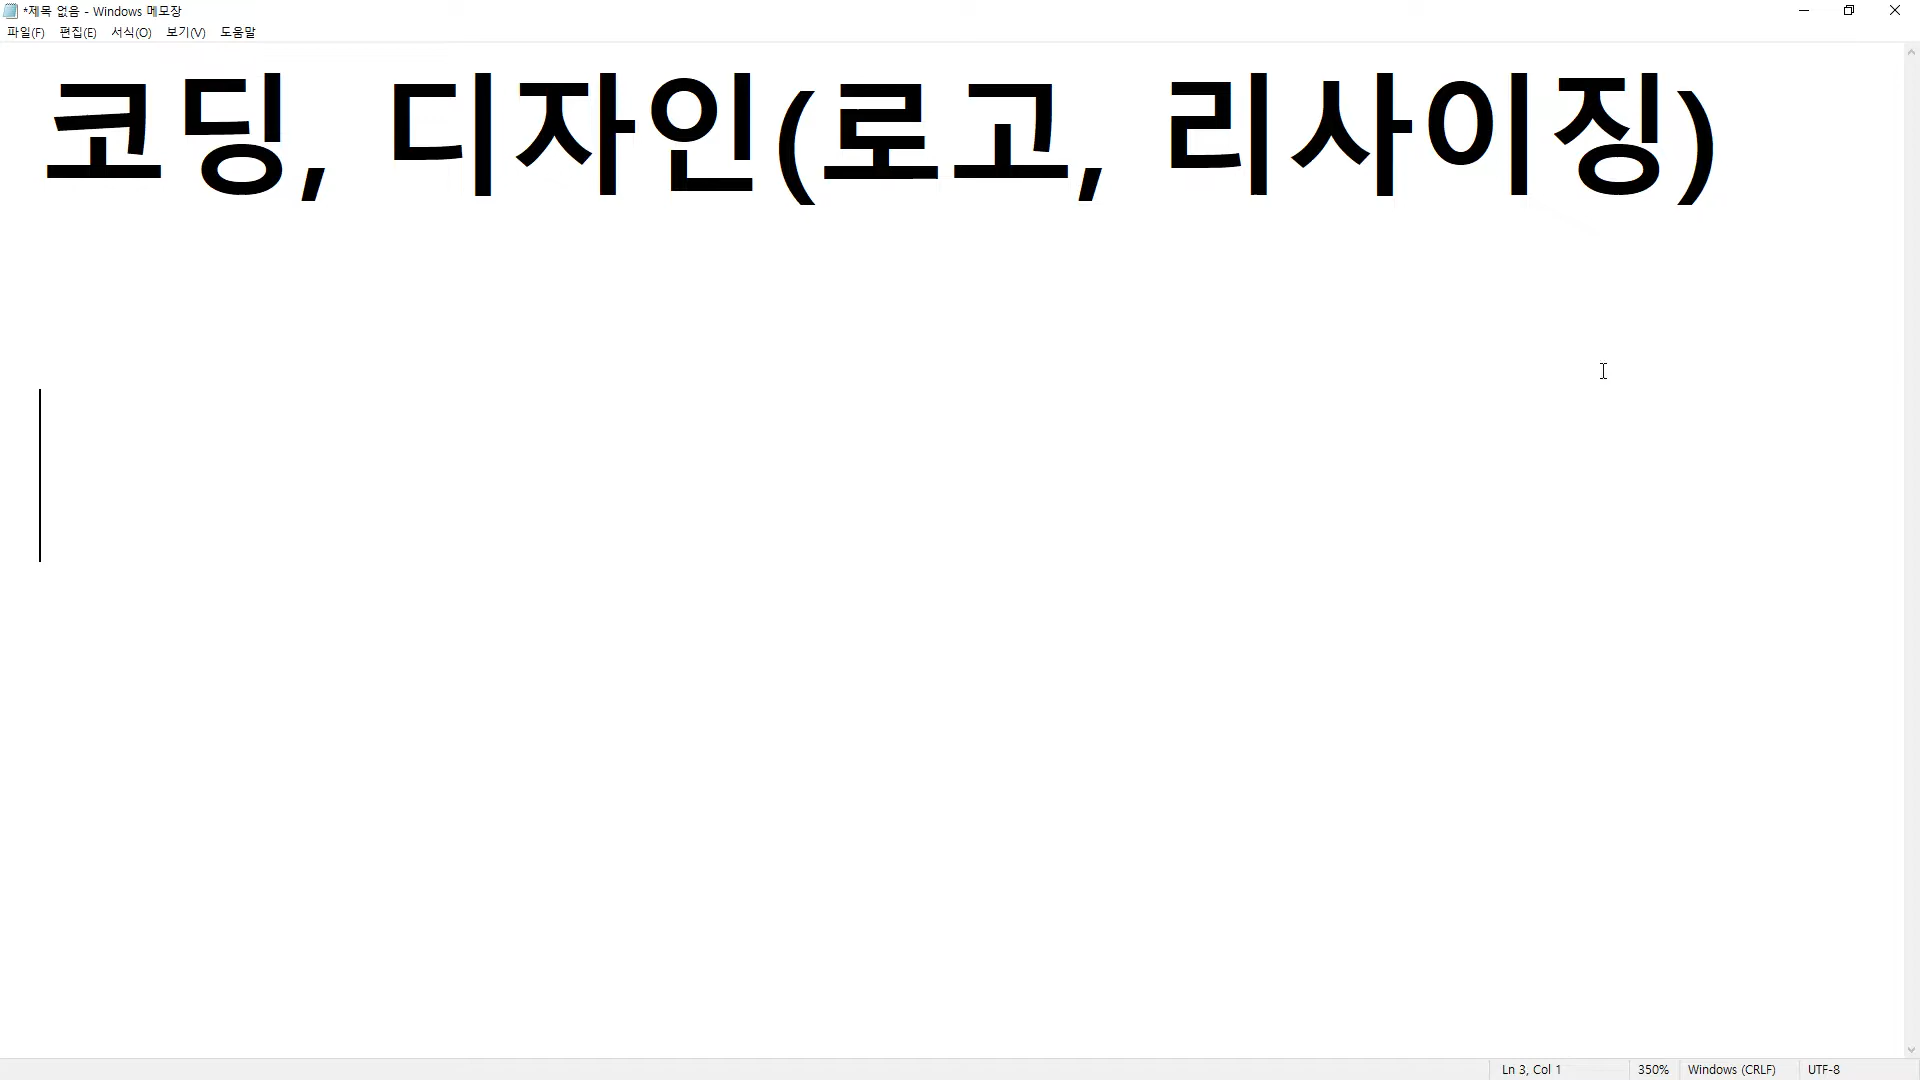 *제목 없음 - Windows 메모장
파일(F) 편집(E) 서식(O) 보기(V) 도움말
코딩, 디자인(로고, 리사이징)
Ln 3, Col 1 350% Windows (CRLF) UTF-8